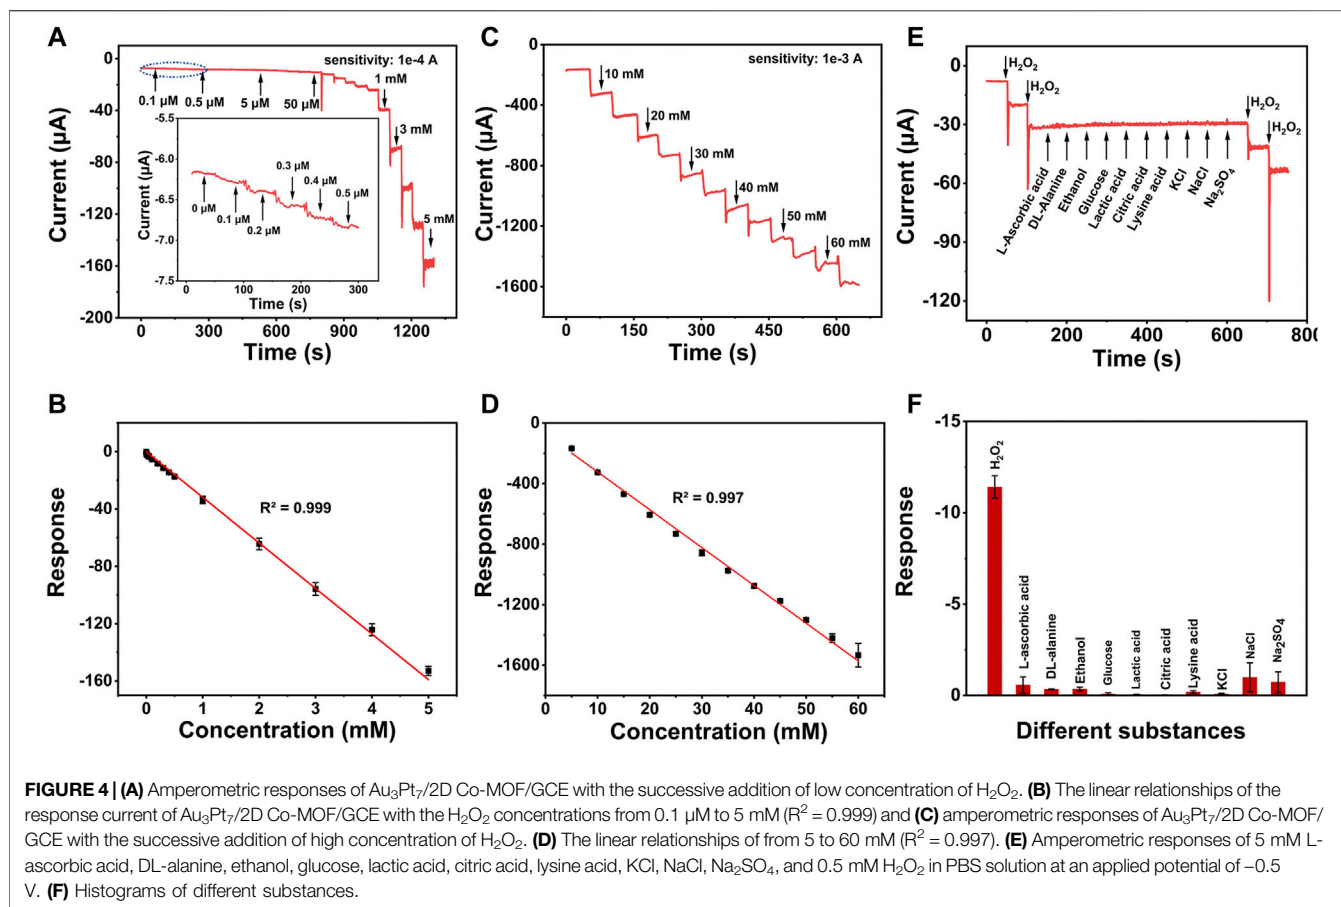 A
sensitivity: 1e-4 A
0
-40
-80
-120
-160
-200
Current (µA)
0.1 µM
0.5 µM
5 µM
50 µM
1 mM
3 mM
5 mM
-5.5
-6.0
-6.5
-7.0
-7.5
Current (µA)
0 µM
0.1 µM
0.2 µM
0.3 µM
0.4 µM
0.5 µM
0 100 200 300
Time (s)
0 300 600 900 1200
Time (s)
C
sensitivity: 1e-3 A
0
-400
-800
-1200
-1600
Current (µA)
10 mM
20 mM
30 mM
40 mM
50 mM
60 mM
0 150 300 450 600
Time (s)
E
0
-30
-60
-90
-120
Current (µA)
H₂O₂
H₂O₂
H₂O₂
H₂O₂
L-Ascorbic acid
DL-Alanine
Ethanol
Glucose
Lactic acid
Citric acid
Lysine acid
KCl
NaCl
Na₂SO₄
0 200 400 600 800
Time (s)
B
0
-40
-80
-120
-160
Response
R² = 0.999
0 1 2 3 4 5
Concentration (mM)
D
0
-400
-800
-1200
-1600
Response
R² = 0.997
0 10 20 30 40 50 60
Concentration (mM)
F
-15
-10
-5
0
Response
H₂O₂
L-ascorbic acid
DL-alanine
Ethanol
Glucose
Lactic acid
Citric acid
Lysine acid
KCl
NaCl
Na₂SO₄
Different substances
FIGURE 4 | (A) Amperometric responses of Au₃Pt₇/2D Co-MOF/GCE with the successive addition of low concentration of H₂O₂. (B) The linear relationships of the
response current of Au₃Pt₇/2D Co-MOF/GCE with the H₂O₂ concentrations from 0.1 µM to 5 mM (R² = 0.999) and (C) amperometric responses of Au₃Pt₇/2D Co-MOF/
GCE with the successive addition of high concentration of H₂O₂. (D) The linear relationships of from 5 to 60 mM (R² = 0.997). (E) Amperometric responses of 5 mM L-
ascorbic acid, DL-alanine, ethanol, glucose, lactic acid, citric acid, lysine acid, KCl, NaCl, Na₂SO₄, and 0.5 mM H₂O₂ in PBS solution at an applied potential of −0.5
V. (F) Histograms of different substances.